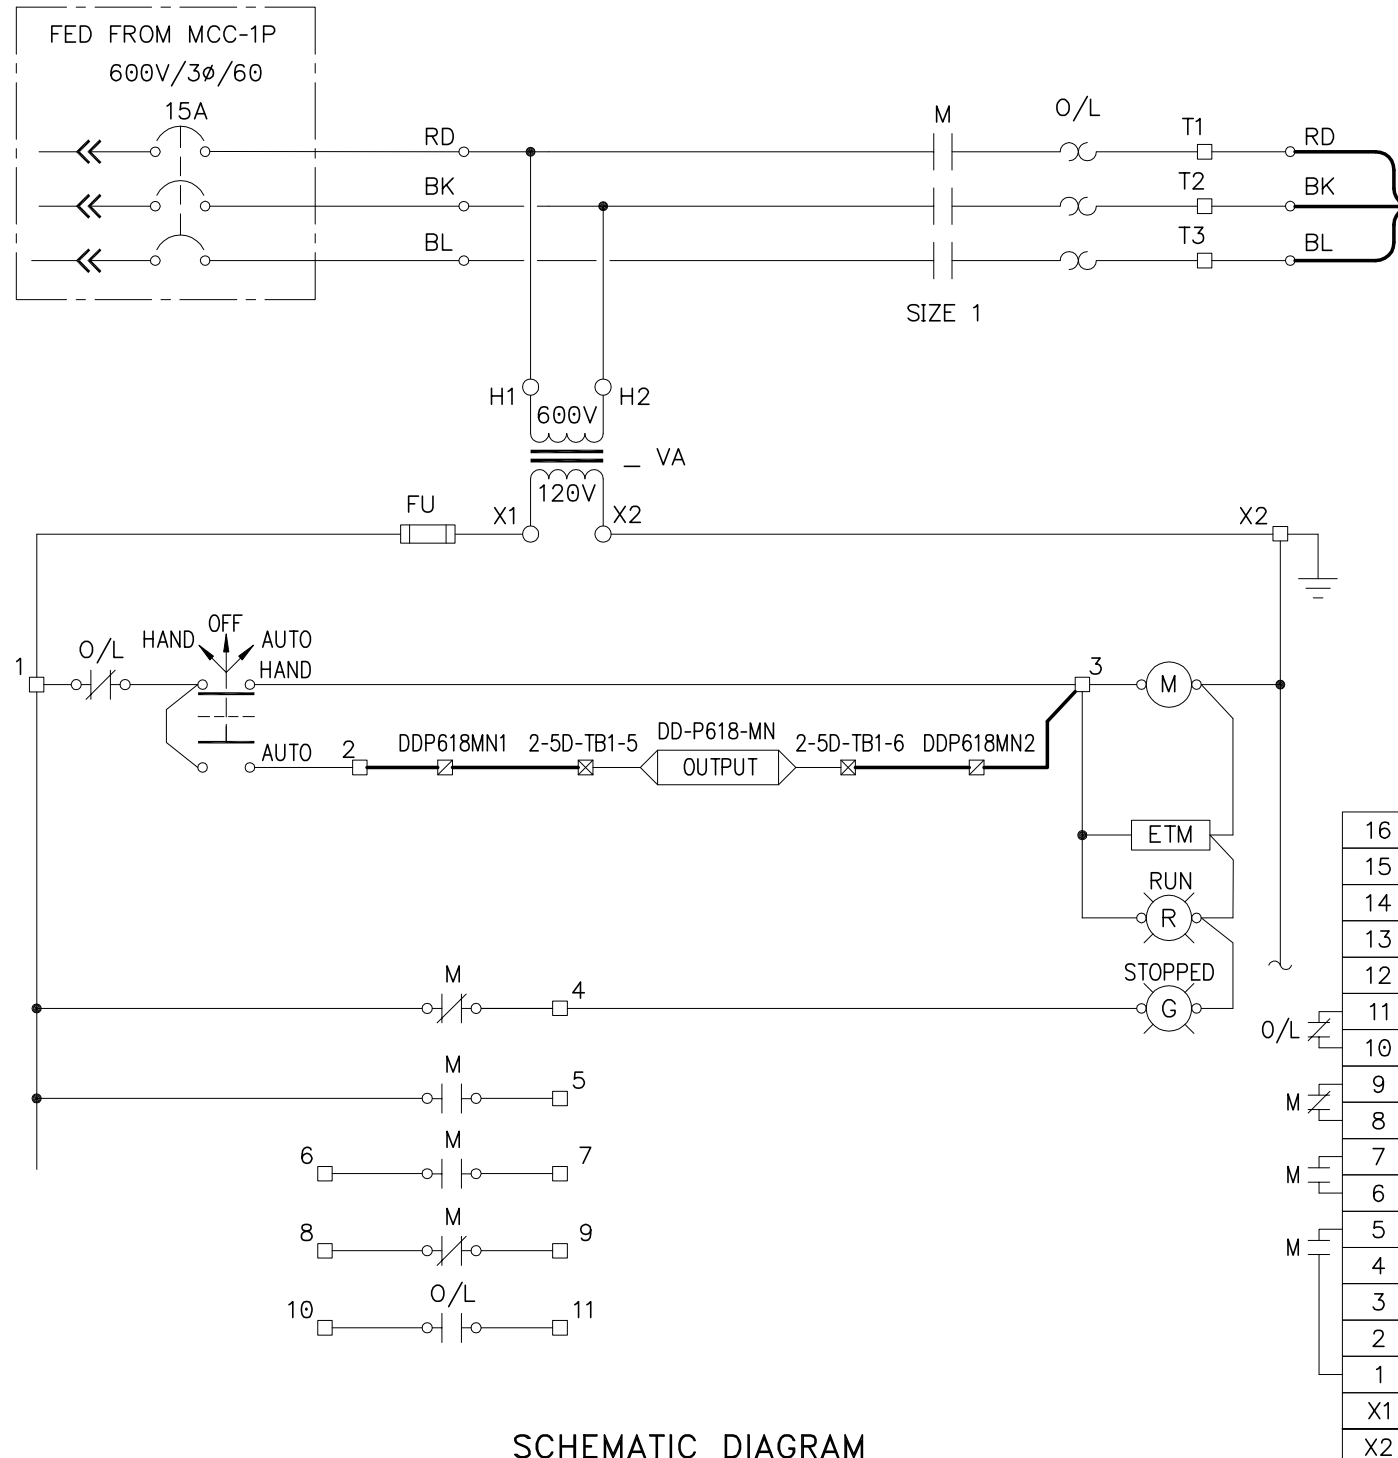 FED FROM MCC-1P
600V/3ø/60
15A
RD
M
O/L
T1
RD
BK
T2
BK
BL
T3
BL
SIZE 1
H1
H2
600V
_ VA
120V
FU
X1
X2
X2
HAND
OFF
AUTO
1
O/L
HAND
3
M
AUTO
2
DDP618MN1
2-5D-TB1-5
DD-P618-MN
OUTPUT
2-5D-TB1-6
DDP618MN2
ETM
RUN
R
STOPPED
M
4
G
M
5
6
M
7
8
M
9
10
O/L
11
16
15
14
13
12
11
O/L
10
9
M
8
7
M
6
5
M
4
3
2
1
X1
X2
SCHEMATIC DIAGRAM